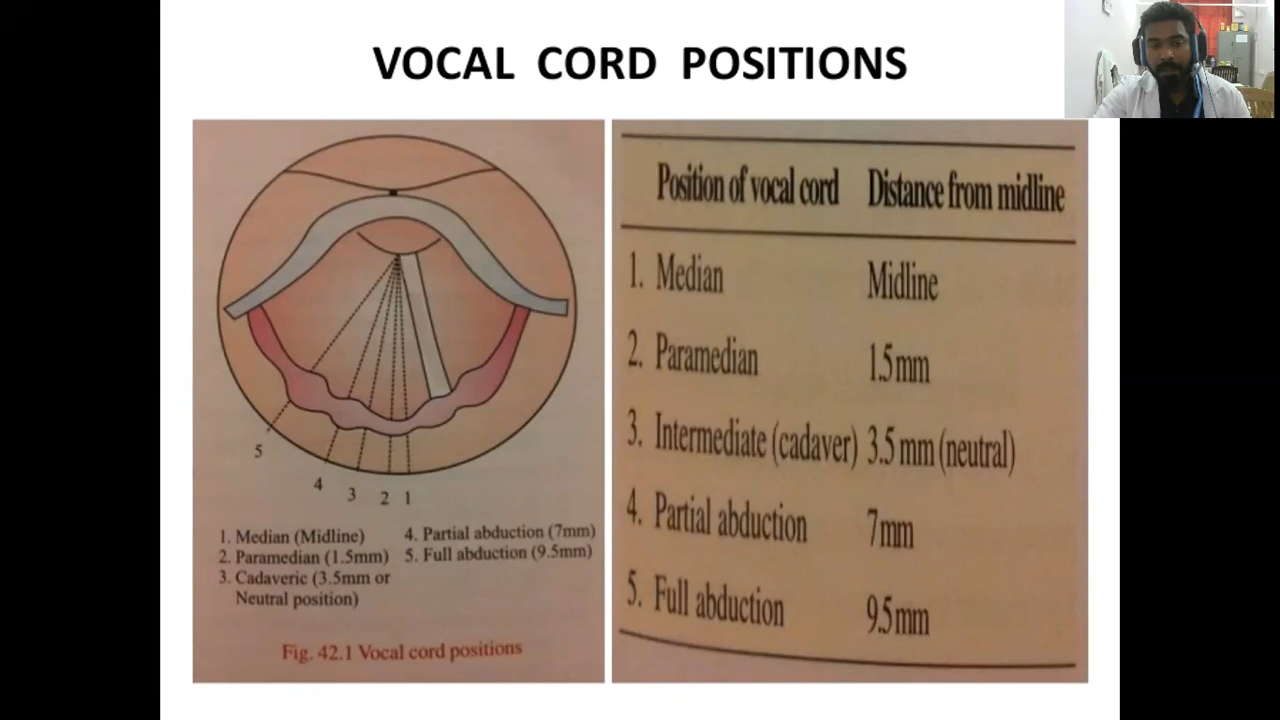 VOCAL CORD POSITIONS
5
4
3
2
1
1. Median (Midline)
2. Paramedian (1.5mm)
3. Cadaveric (3.5mm or
Neutral position)
4. Partial abduction (7mm)
5. Full abduction (9.5mm)
Fig. 42.1 Vocal cord positions
Position of vocal cord Distance from midline
1. Median Midline
2. Paramedian 1.5mm
3. Intermediate (cadaver) 3.5 mm (neutral)
4. Partial abduction 7mm
5. Full abduction 9.5mm